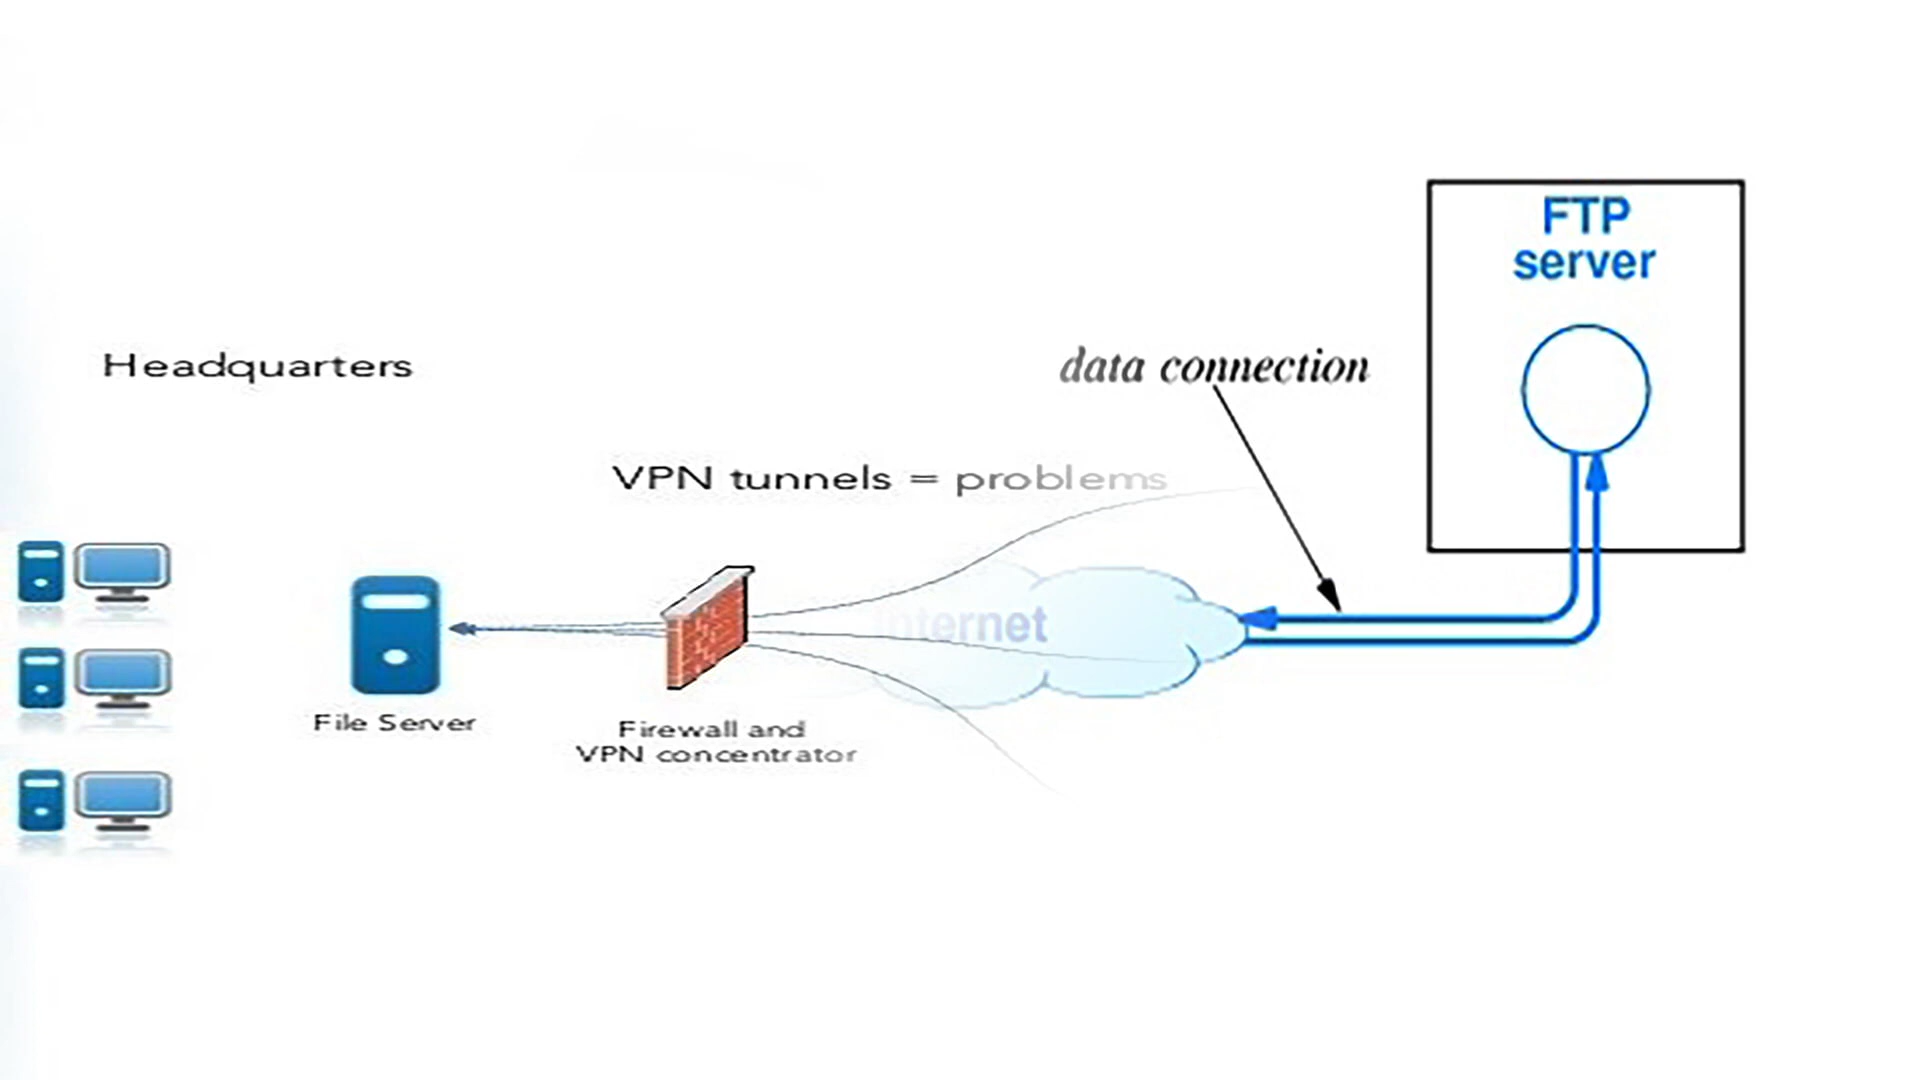 FTP
server
Headquarters
data connection
VPN tunnels = problems
Internet
File Server
Firewall and
VPN concentrator